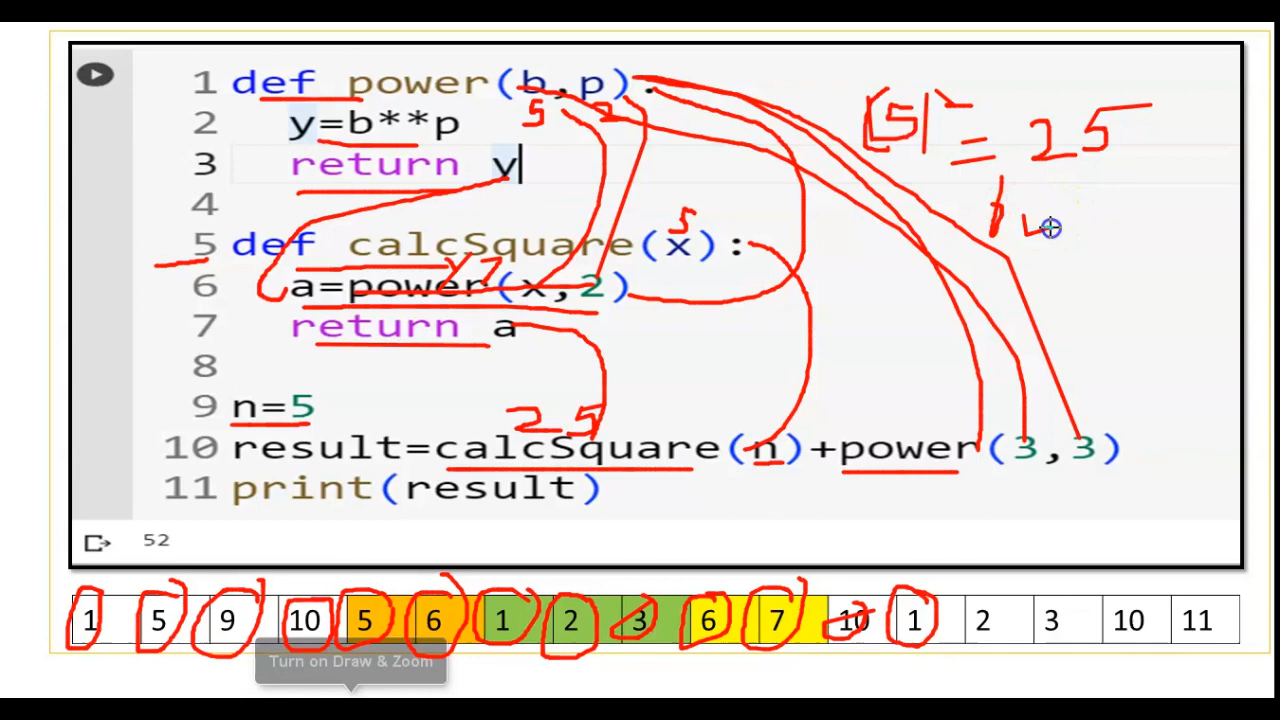 1 def power(b,p):
2 y=b**p
3 return y
4
5 def calcSquare(x):
6 a=power(x,2)
7 return a
8
9 n=5
10 result=calcSquare(n)+power(3,3)
11 print(result)
52
5 2
(5)² = 25
5
25
1 5 9 10 5 6 1 2 3 6 7 10 1 2 3 10 11
Turn on Draw & Zoom